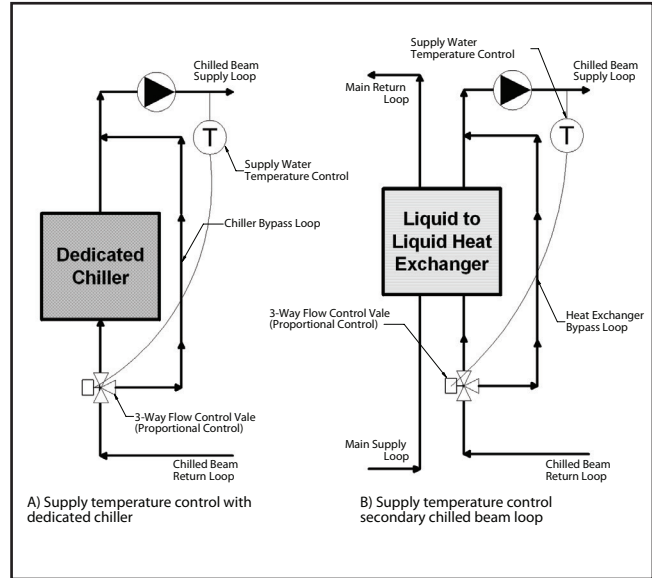 Chilled Beam
Supply Loop
T
Supply Water
Temperature Control
Chiller Bypass Loop
Dedicated
Chiller
3-Way Flow Control Vale
(Proportional Control)
Chilled Beam
Return Loop
A) Supply temperature control with
dedicated chiller
Supply Water
Temperature Control
Chilled Beam
Supply Loop
Main Return
Loop
T
Liquid to
Liquid Heat
Exchanger
3-Way Flow Control Vale
(Proportional Control)
Heat Exchanger
Bypass Loop
Main Supply
Loop
Chilled Beam
Return Loop
B) Supply temperature control
secondary chilled beam loop